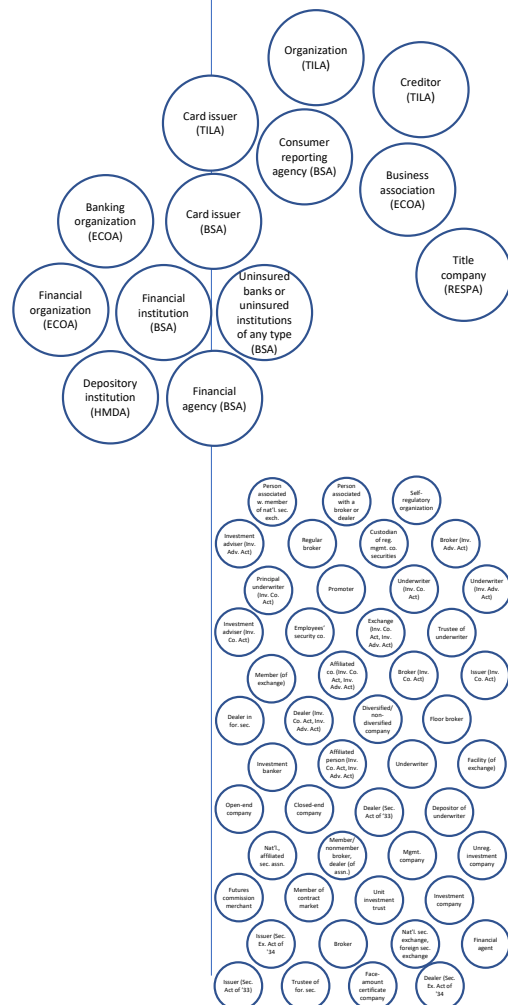 Organization
(TILA)
Creditor
(TILA)
Card issuer
(TILA)
Consumer
reporting
agency (BSA)
Business
association
(ECOA)
Banking
organization
(ECOA)
Card issuer
(BSA)
Title
company
(RESPA)
Financial
organization
(ECOA)
Financial
institution
(BSA)
Uninsured
banks or
uninsured
institutions
of any type
(BSA)
Depository
institution
(HMDA)
Financial
agency (BSA)
Person
associated
w. member
of nat'l. sec.
exch.
Person
associated
with a
broker or
dealer
Self-
regulatory
organization
Investment
adviser (Inv.
Adv. Act)
Regular
broker
Custodian
of reg.
mgmt. co.
securities
Broker (Inv.
Adv. Act)
Principal
underwriter
(Inv. Co.
Act)
Promoter
Underwriter
(Inv. Co.
Act)
Underwriter
(Inv. Adv.
Act)
Investment
adviser (Inv.
Co. Act)
Employees'
security co.
Exchange
(Inv. Co.
Act, Inv.
Adv. Act)
Trustee of
underwriter
Member (of
exchange)
Affiliated
co. (Inv. Co.
Act, Inv.
Adv. Act)
Broker (Inv.
Co. Act)
Issuer (Inv.
Co. Act)
Dealer in
for. sec.
Dealer (Inv.
Co. Act, Inv.
Adv. Act)
Diversified/
non-
diversified
company
Floor broker
Investment
banker
Affiliated
person (Inv.
Co. Act, Inv.
Adv. Act)
Underwriter
Facility (of
exchange)
Open-end
company
Closed-end
company
Dealer (Sec.
Act of '33)
Depositor of
underwriter
Nat'l.,
affiliated
sec. assn.
Member/
nonmember
broker,
dealer (of
assn.)
Mgmt.
company
Unreg.
investment
company
Futures
commission
merchant
Member of
contract
market
Unit
investment
trust
Investment
company
Issuer (Sec.
Ex. Act of
'34
Broker
Nat'l. sec.
exchange,
foreign sec.
exchange
Financial
agent
Issuer (Sec.
Act of '33)
Trustee of
for. sec.
Face-
amount
certificate
company
Dealer (Sec.
Ex. Act of
'34